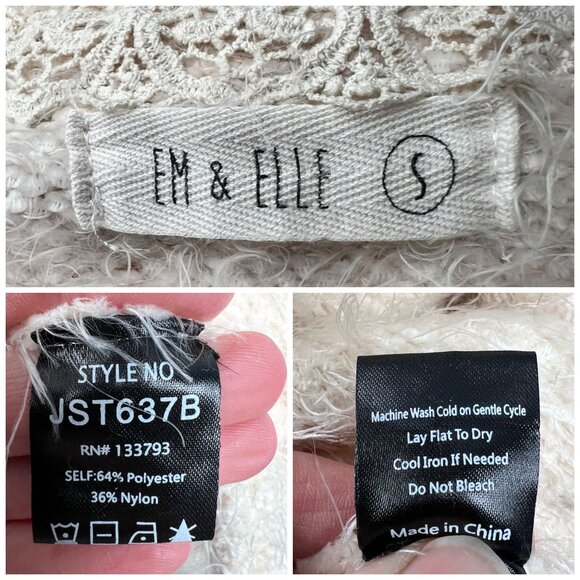 EM & ELLE S
STYLE NO
JST637B
RN# 133793
SELF:64% Polyester
36% Nylon
Machine Wash Cold on Gentle Cycle
Lay Flat To Dry
Cool Iron If Needed
Do Not Bleach
Made in China